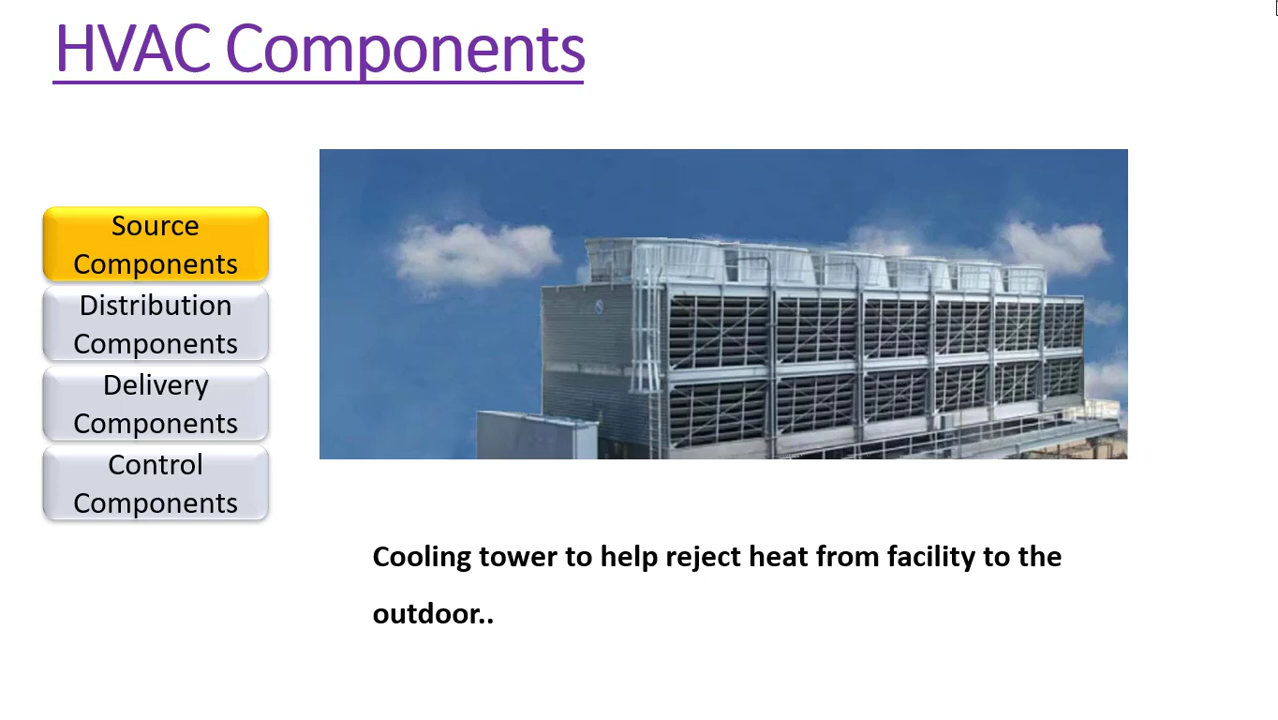 HVAC Components
Source
Components
Distribution
Components
Delivery
Components
Control
Components
Cooling tower to help reject heat from facility to the
outdoor..